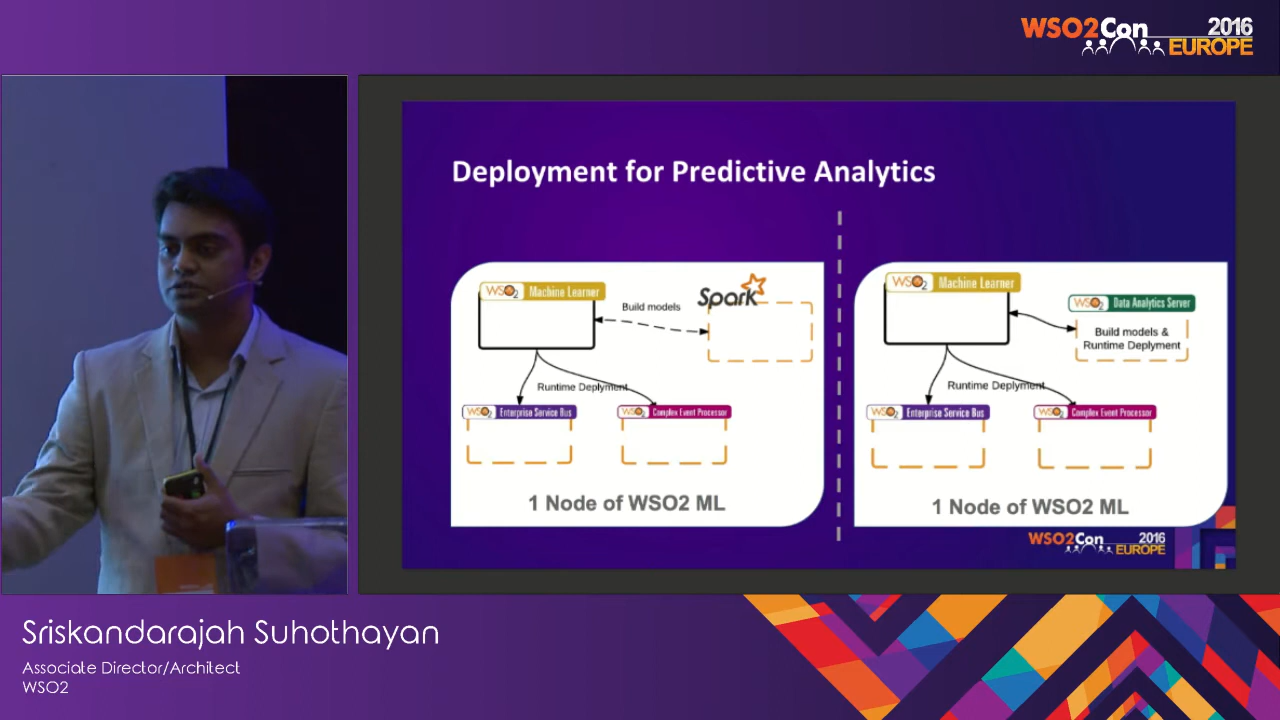 WSO2Con 2016
EUROPE
Deployment for Predictive Analytics
WSO2 Machine Learner
Spark
Build models
Runtime Deplyment
WSO2 Enterprise Service Bus
WSO2 Complex Event Processor
1 Node of WSO2 ML
WSO2 Machine Learner
WSO2 Data Analytics Server
Build models &
Runtime Deplyment
Runtime Deplyment
WSO2 Enterprise Service Bus
WSO2 Complex Event Processor
1 Node of WSO2 ML
WSO2Con 2016
EUROPE
Sriskandarajah Suhothayan
Associate Director/Architect
WSO2